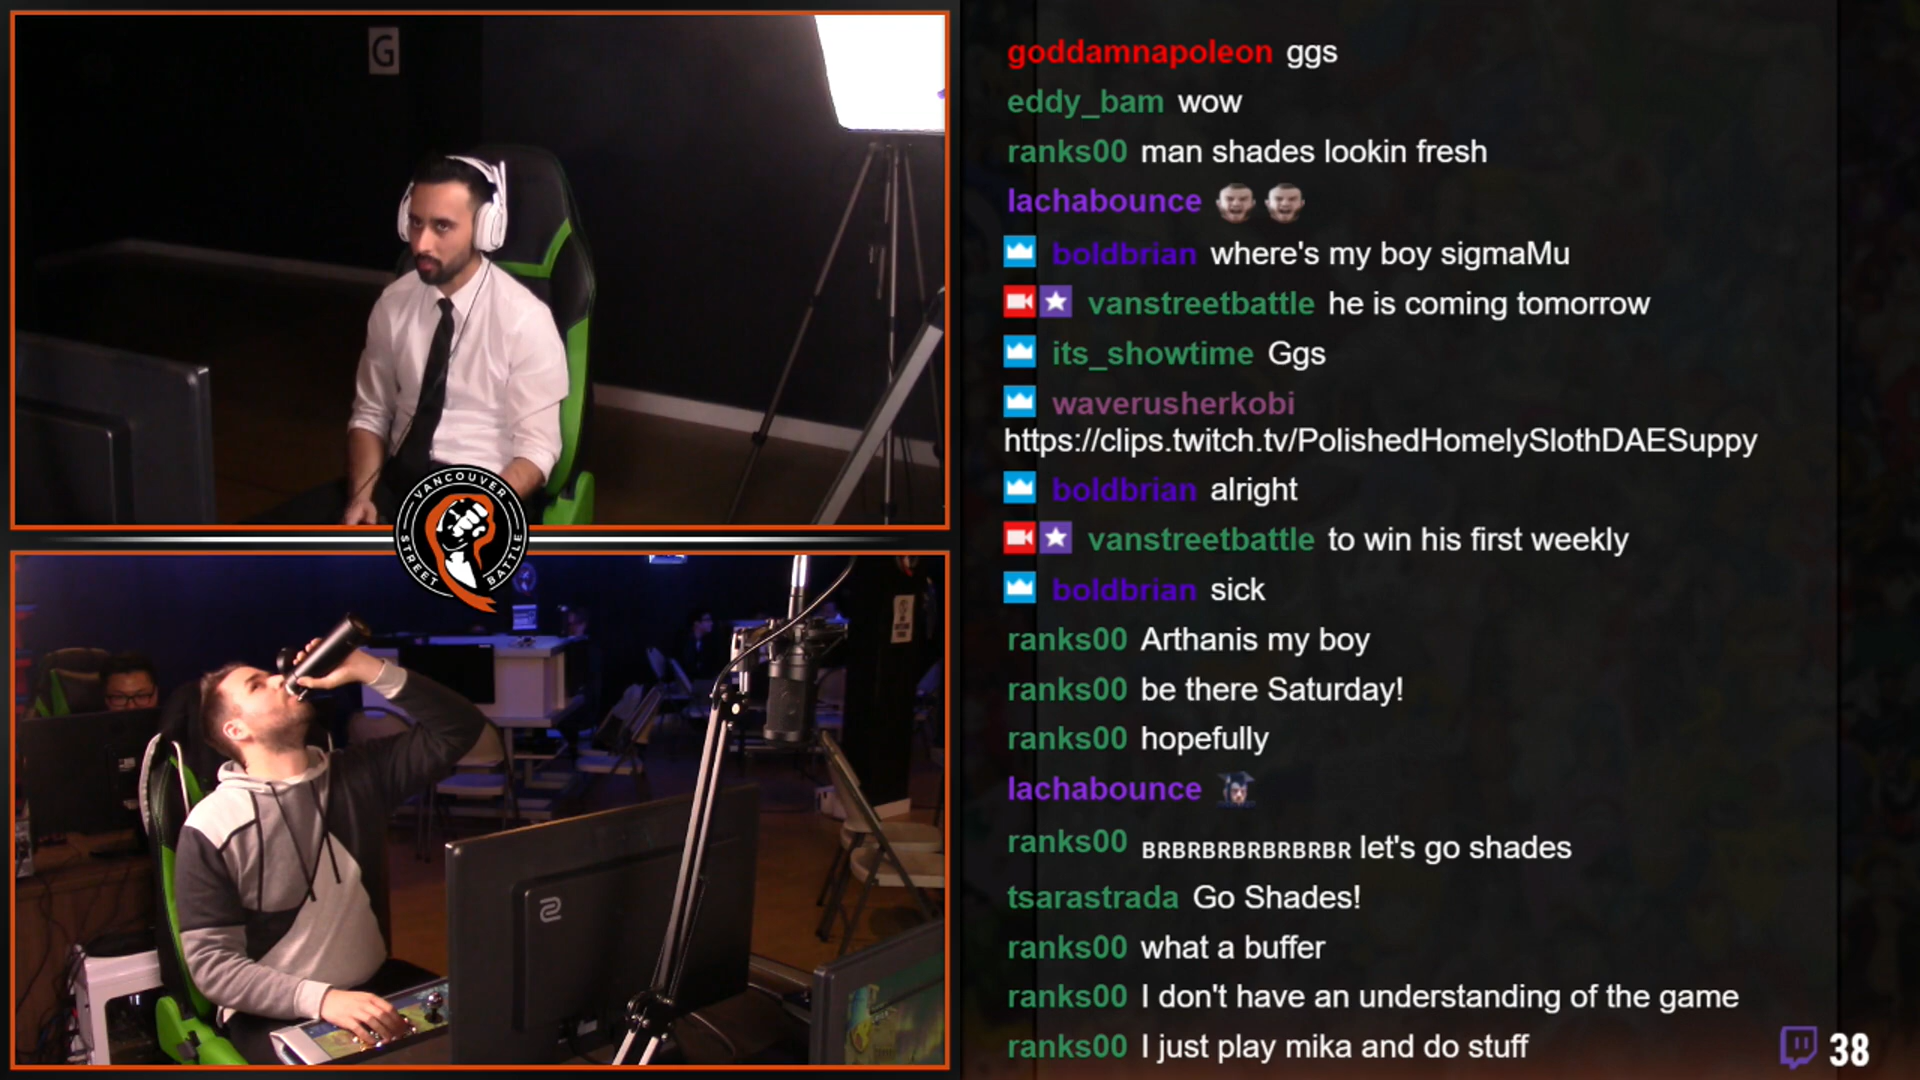 G
VANCOUVER
STREET BATTLE
goddamnapoleon ggs
eddy_bam wow
ranks00 man shades lookin fresh
lachabounce
boldbrian where's my boy sigmaMu
vanstreetbattle he is coming tomorrow
its_showtime Ggs
waverusherkobi
https://clips.twitch.tv/PolishedHomelySlothDAESuppy
boldbrian alright
vanstreetbattle to win his first weekly
boldbrian sick
ranks00 Arthanis my boy
ranks00 be there Saturday!
ranks00 hopefully
lachabounce
ranks00 ʙʀʙʀʙʀʙʀʙʀʙʀʙʀ let's go shades
tsarastrada Go Shades!
ranks00 what a buffer
ranks00 I don't have an understanding of the game
ranks00 I just play mika and do stuff
38